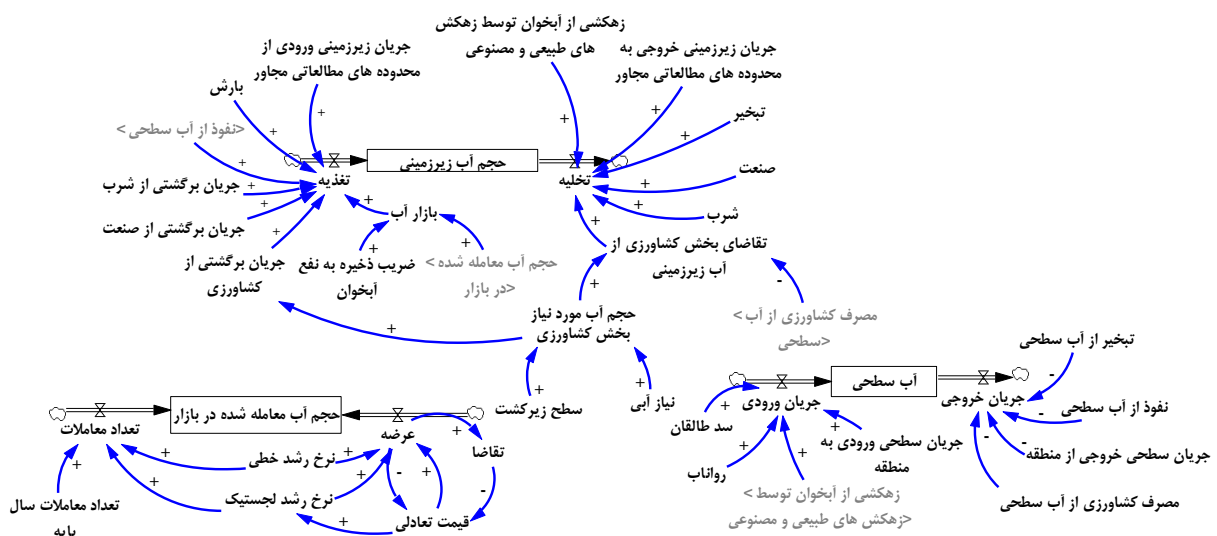 زهکشی از آبخوان توسط زهکش
های طبیعی و مصنوعی
جریان زیرزمینی خروجی به
محدوده های مطالعاتی مجاور
جریان زیرزمینی ورودی از
محدوده های مطالعاتی مجاور
بارش
تبخیر
<نفوذ از آب سطحی>
حجم آب زیرزمینی
تغذیه
تخلیه
صنعت
جریان برگشتی از شرب
شرب
بازار آب
جریان برگشتی از صنعت
تقاضای بخش کشاورزی از
آب زیرزمینی
جریان برگشتی از
کشاورزی
ضریب ذخیره به نفع
آبخوان
<حجم آب معامله شده
در بازار>
حجم آب مورد نیاز
بخش کشاورزی
<مصرف کشاورزی از آب
سطحی>
تبخیر از آب سطحی
آب سطحی
جریان ورودی
جریان خروجی
نیاز آبی
سطح زیرکشت
سد طالقان
نفوذ از آب سطحی
حجم آب معامله شده در بازار
تعداد معاملات
عرضه
تقاضا
جریان سطحی ورودی به
منطقه
جریان سطحی خروجی از منطقه
نرخ رشد خطی
رواناب
نرخ رشد لجستیک
تعداد معاملات سال
پایه
قیمت تعادلی
<زهکشی از آبخوان توسط
زهکش های طبیعی و مصنوعی>
مصرف کشاورزی از آب سطحی